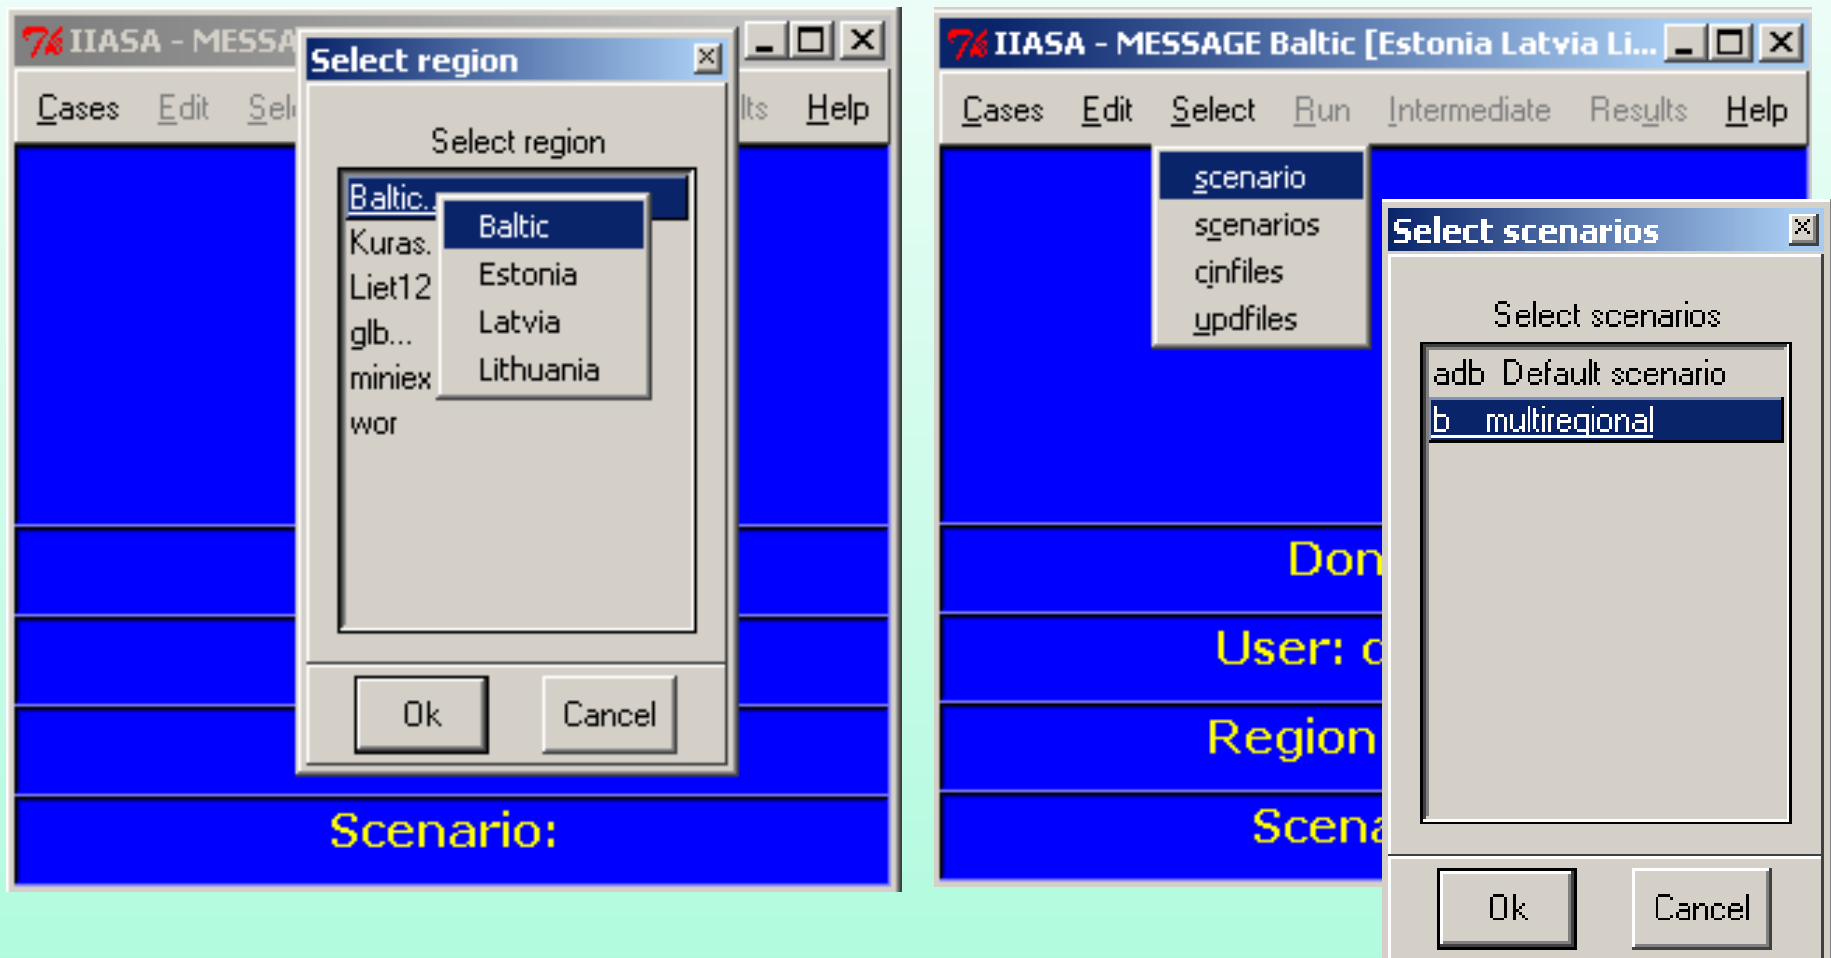 IIASA - MESSA
Select region
Cases Edit Sel lts Help
Select region
Baltic..
Kuras.
Liet12
glb...
miniex
wor
Baltic
Estonia
Latvia
Lithuania
Ok Cancel
Scenario:
IIASA - MESSAGE Baltic [Estonia Latvia Li...
Cases Edit Select Run Intermediate Results Help
scenario
scenarios
cinfiles
updfiles
Don
User: c
Region
Scena
Select scenarios
Select scenarios
adb Default scenario
b multiregional
Ok Cancel